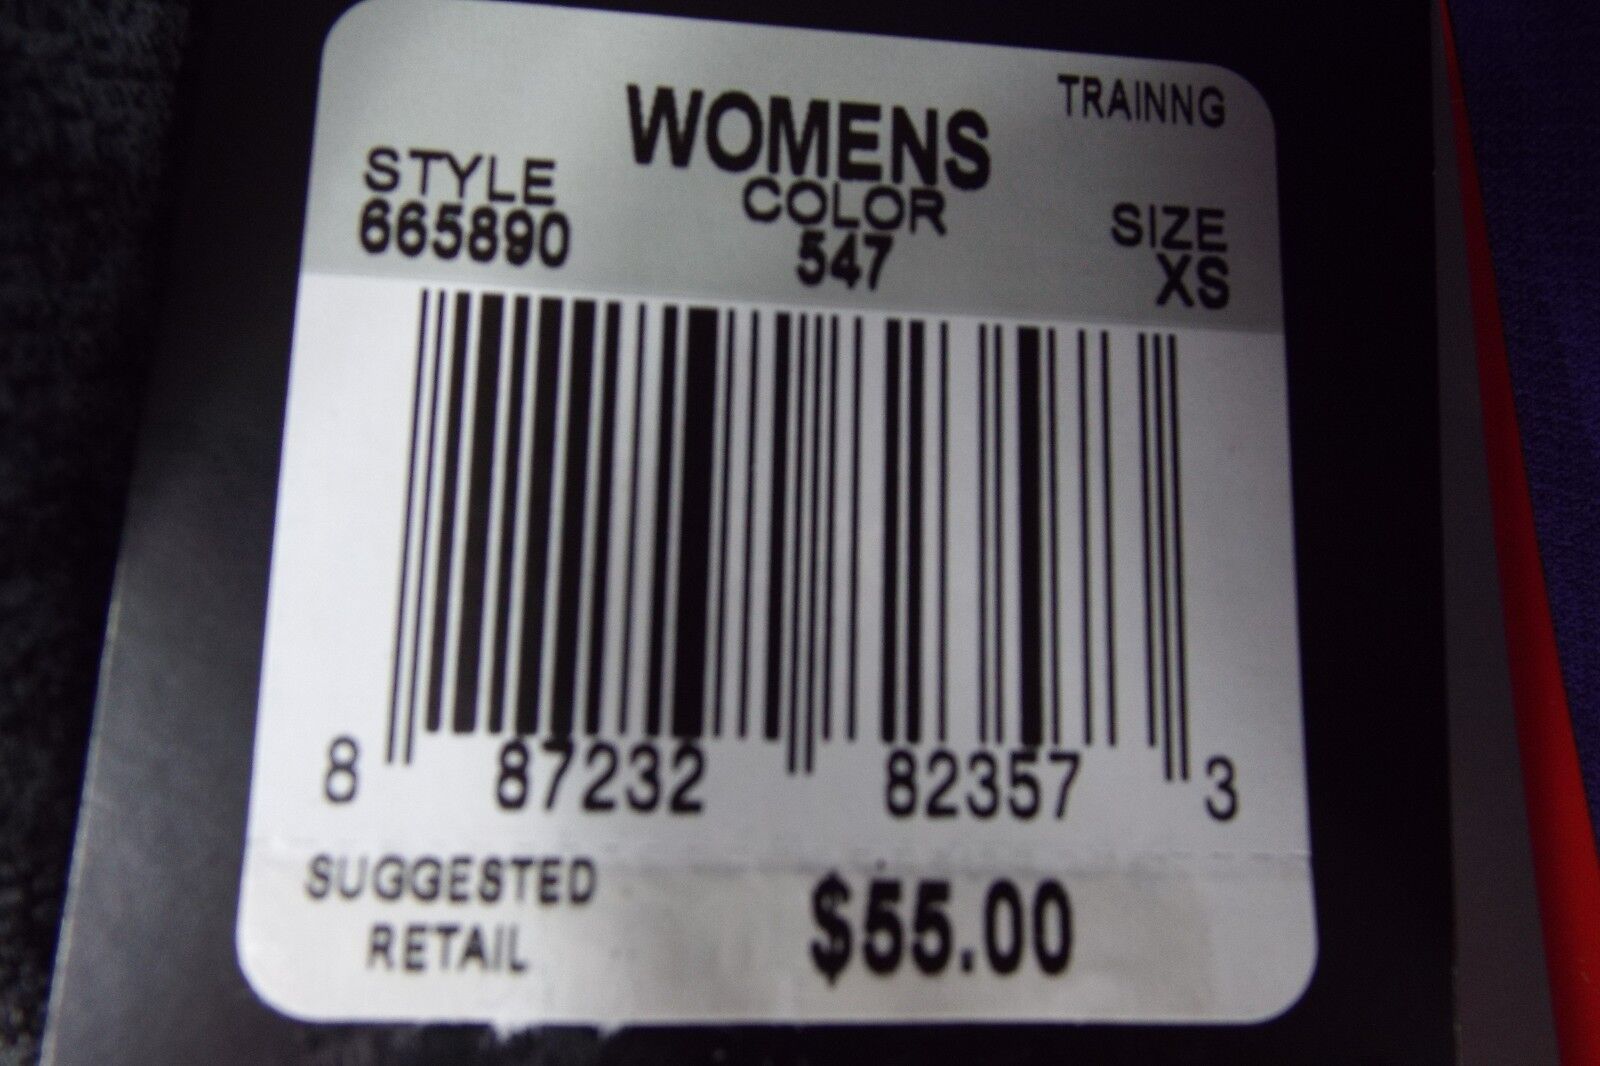 TRAINNG
WOMENS
STYLE COLOR SIZE
665890 547 XS
8 87232 82357 3
SUGGESTED
RETAIL $55.00